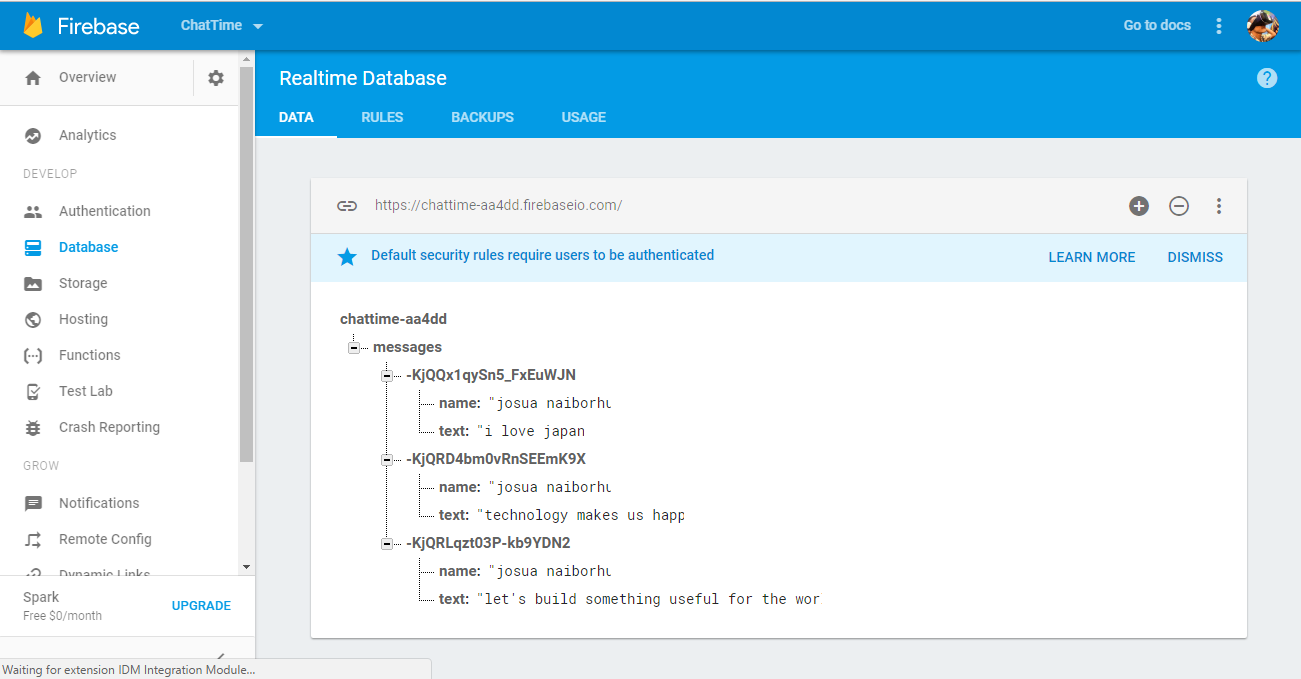 Firebase
ChatTime
Go to docs
Overview
Realtime Database
DATA RULES BACKUPS USAGE
Analytics
DEVELOP
Authentication
Database
Storage
Hosting
Functions
Test Lab
Crash Reporting
GROW
Notifications
Remote Config
Dynamic Links
Spark
Free $0/month
UPGRADE
https://chattime-aa4dd.firebaseio.com/
Default security rules require users to be authenticated
LEARN MORE DISMISS
chattime-aa4dd
messages
-KjQQx1qySn5_FxEuWJN
name: "josua naiborhu
text: "i love japan
-KjQRD4bm0vRnSEEmK9X
name: "josua naiborhu
text: "technology makes us happ
-KjQRLqzt03P-kb9YDN2
name: "josua naiborhu
text: "let's build something useful for the wor
Waiting for extension IDM Integration Module...